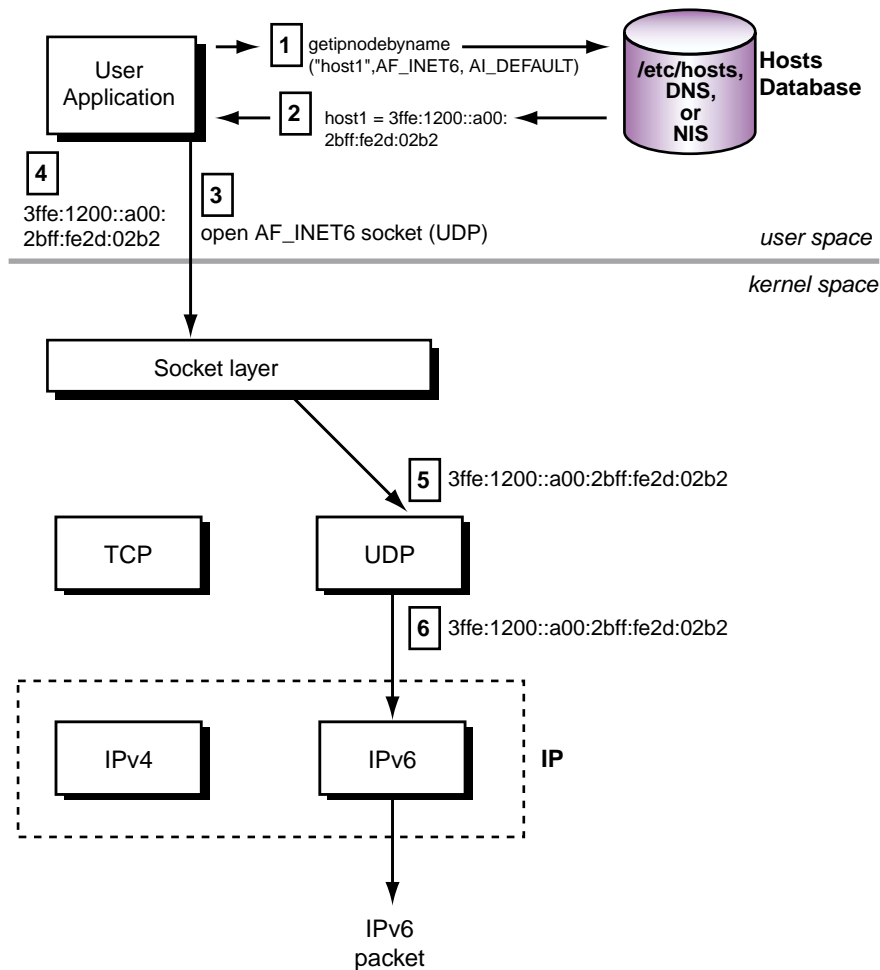 User
Application
1
getipnodebyname
("host1",AF_INET6, AI_DEFAULT)
/etc/hosts,
DNS,
or
NIS
Hosts
Database
2
host1 = 3ffe:1200::a00:
2bff:fe2d:02b2
4
3ffe:1200::a00:
2bff:fe2d:02b2
3
open AF_INET6 socket (UDP)
user space
kernel space
Socket layer
5
3ffe:1200::a00:2bff:fe2d:02b2
TCP
UDP
6
3ffe:1200::a00:2bff:fe2d:02b2
IPv4
IPv6
IP
IPv6
packet